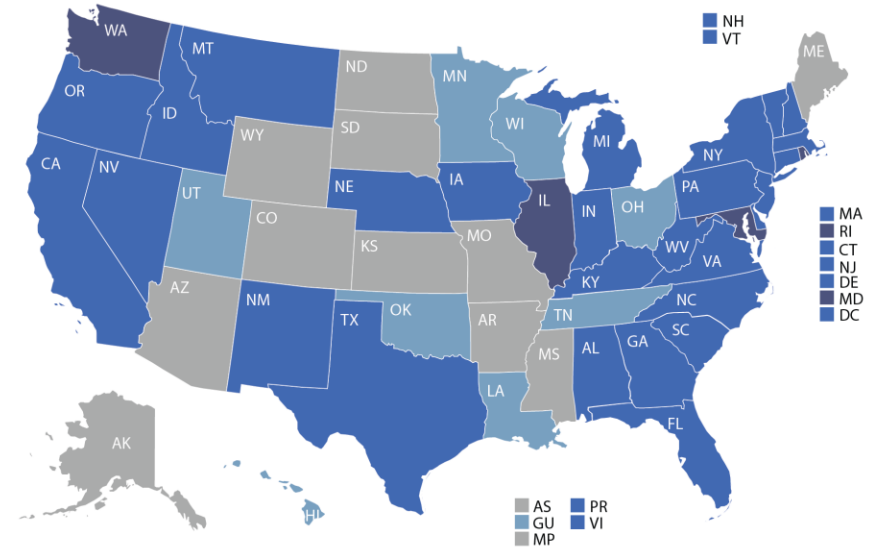 WA
MT
ND
MN
ME
NH
VT
OR
ID
WY
SD
WI
MI
NY
CA
NV
UT
CO
NE
IA
IL
IN
OH
PA
WV
VA
MA
RI
CT
NJ
DE
MD
DC
KS
MO
KY
NC
AZ
NM
OK
AR
TN
SC
TX
LA
MS
AL
GA
FL
AK
HI
AS
GU
MP
PR
VI